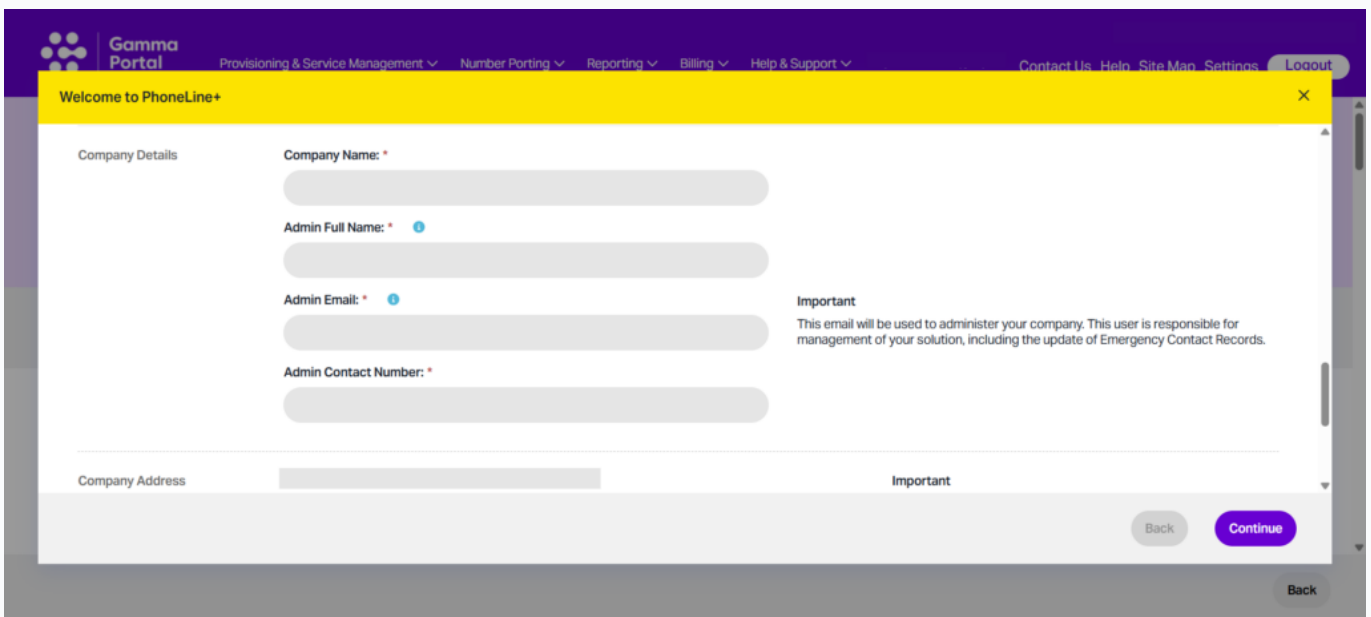 Gamma
Portal
Provisioning & Service Management Number Porting Reporting Billing Help & Support
Contact Us Help Site Map Settings Logout
Welcome to PhoneLine+
Company Details
Company Name: *
Admin Full Name: *
Admin Email: *
Important
This email will be used to administer your company. This user is responsible for
management of your solution, including the update of Emergency Contact Records.
Admin Contact Number: *
Company Address
Important
Back Continue
Back